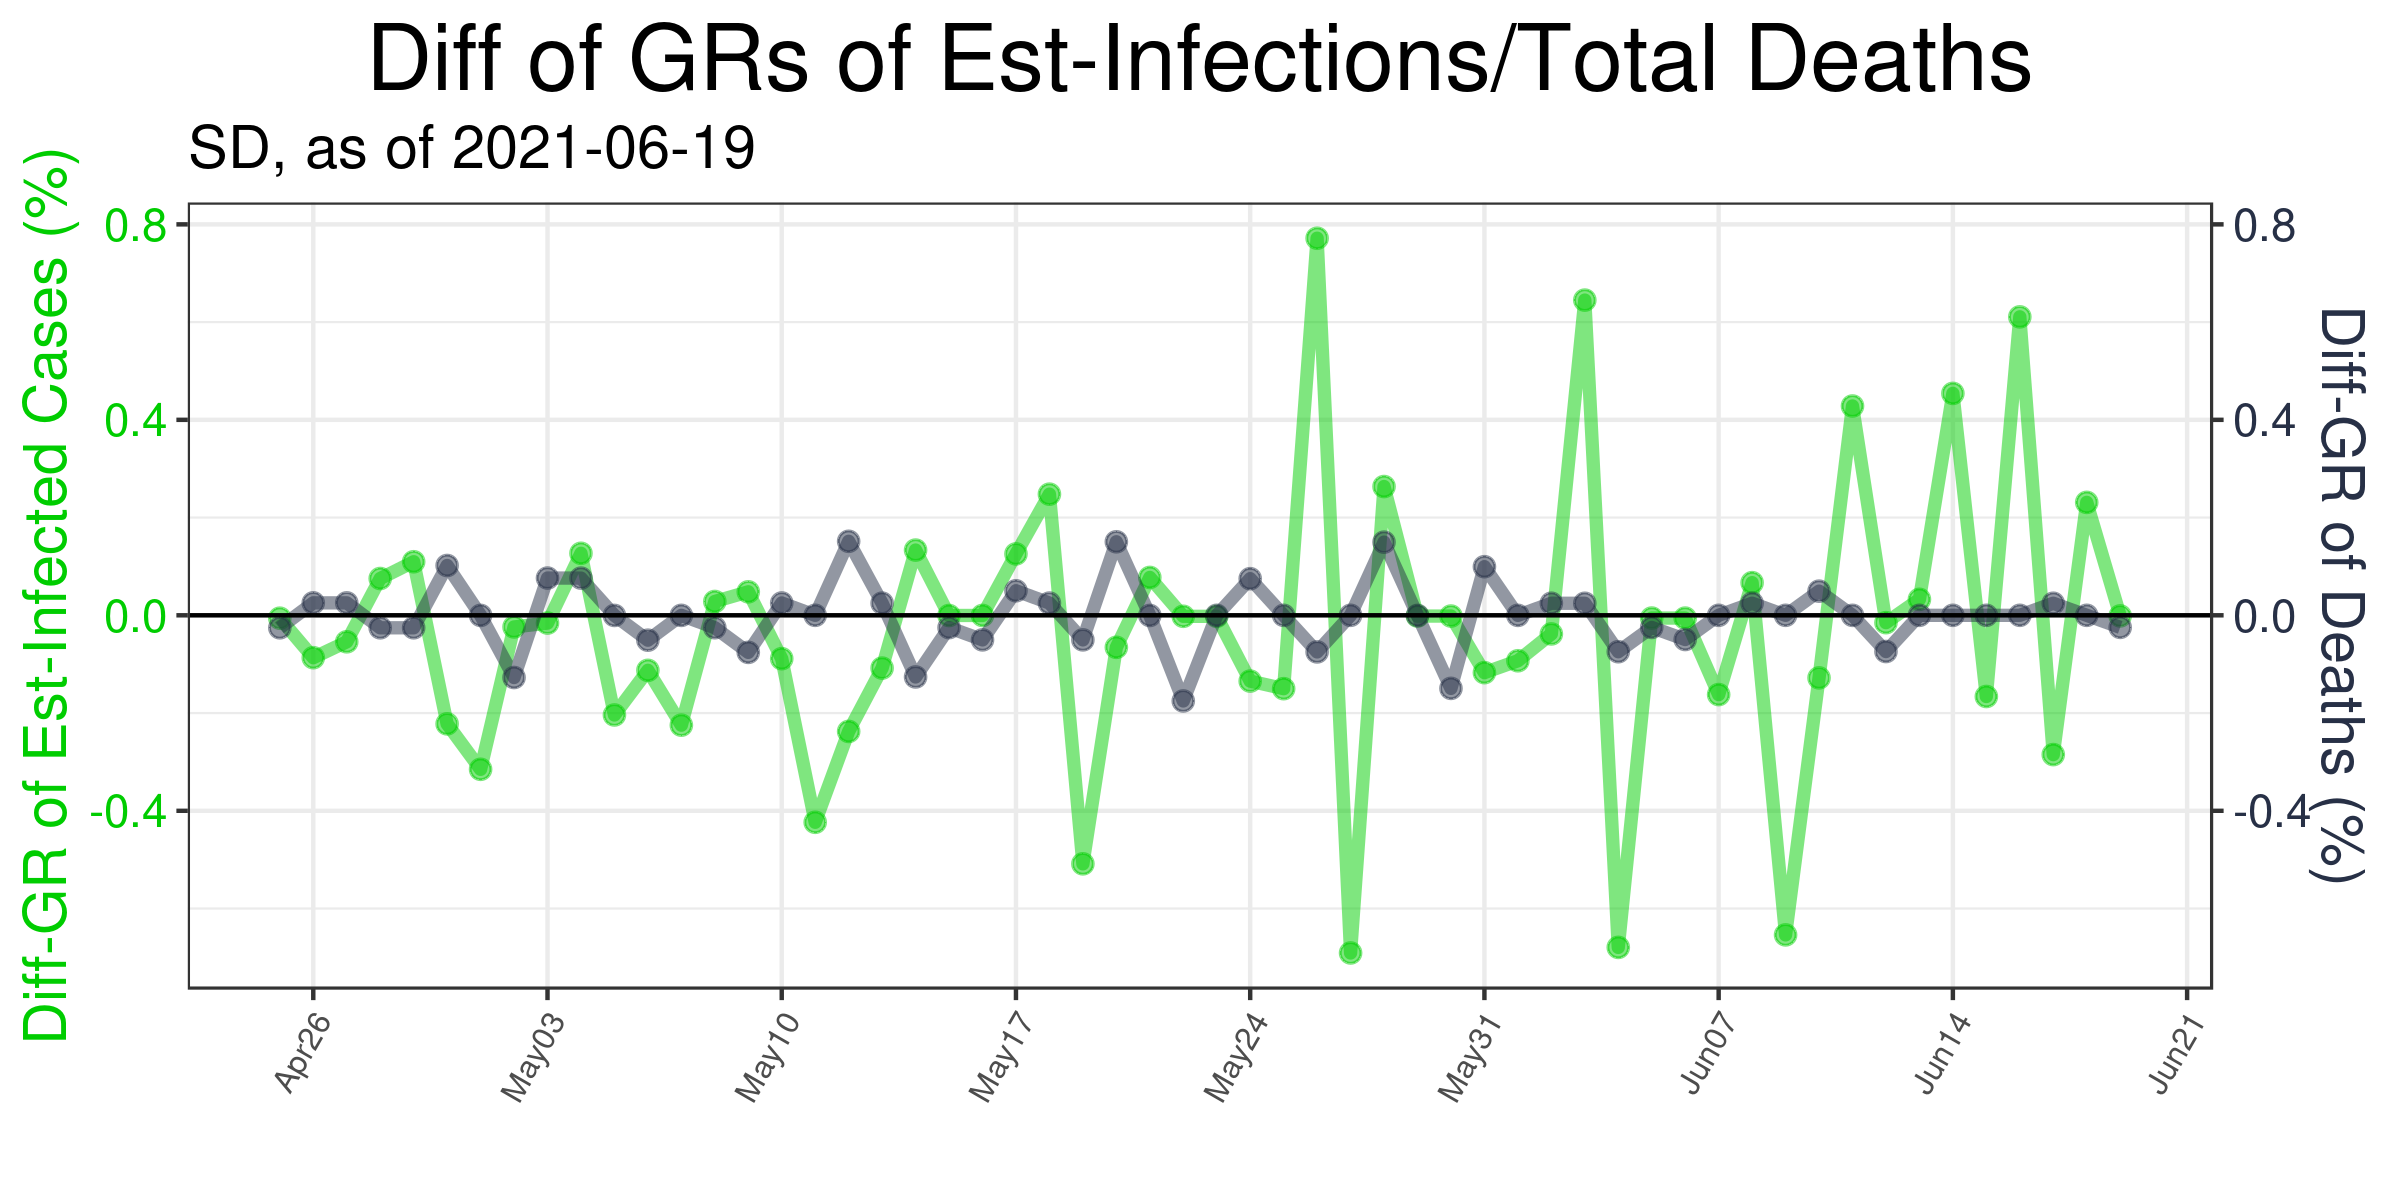 Diff of GRs of Est-Infections/Total Deaths
SD, as of 2021-06-19
Diff-GR of Est-Infected Cases (%)
0.8
0.4
0.0
-0.4
0.8
0.4
0.0
-0.4
Diff-GR of Deaths (%)
Apr26
May03
May10
May17
May24
May31
Jun07
Jun14
Jun21